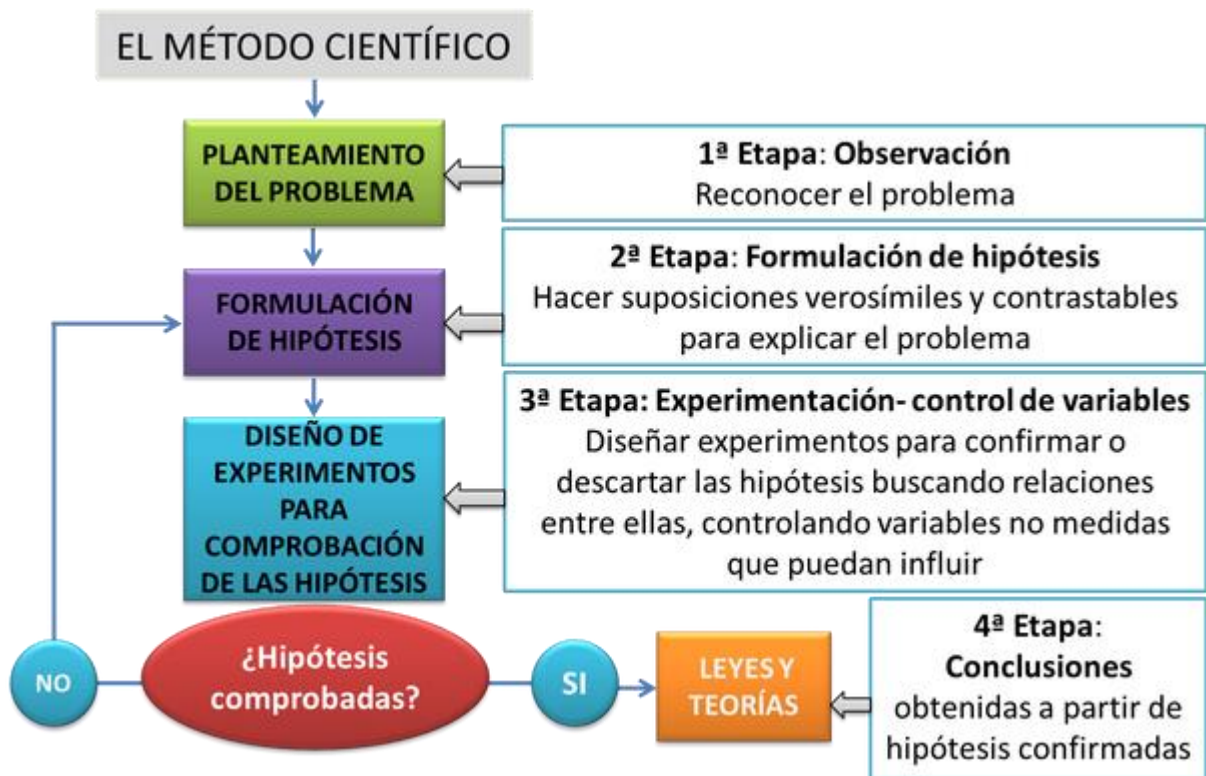 EL MÉTODO CIENTÍFICO
PLANTEAMIENTO
DEL PROBLEMA
1ª Etapa: Observación
Reconocer el problema
FORMULACIÓN
DE HIPÓTESIS
2ª Etapa: Formulación de hipótesis
Hacer suposiciones verosímiles y contrastables
para explicar el problema
DISEÑO DE
EXPERIMENTOS
PARA
COMPROBACIÓN
DE LAS HIPÓTESIS
3ª Etapa: Experimentación- control de variables
Diseñar experimentos para confirmar o
descartar las hipótesis buscando relaciones
entre ellas, controlando variables no medidas
que puedan influir
NO
¿Hipótesis
comprobadas?
SI
LEYES Y
TEORÍAS
4ª Etapa:
Conclusiones
obtenidas a partir de
hipótesis confirmadas